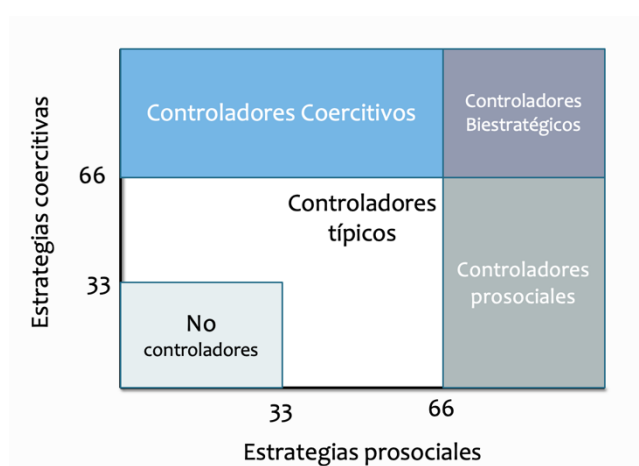 Estrategias coercitivas
Controladores Coercitivos
Controladores
Biestratégicos
66
Controladores
típicos
Controladores
prosociales
33
No
controladores
33
66
Estrategias prosociales